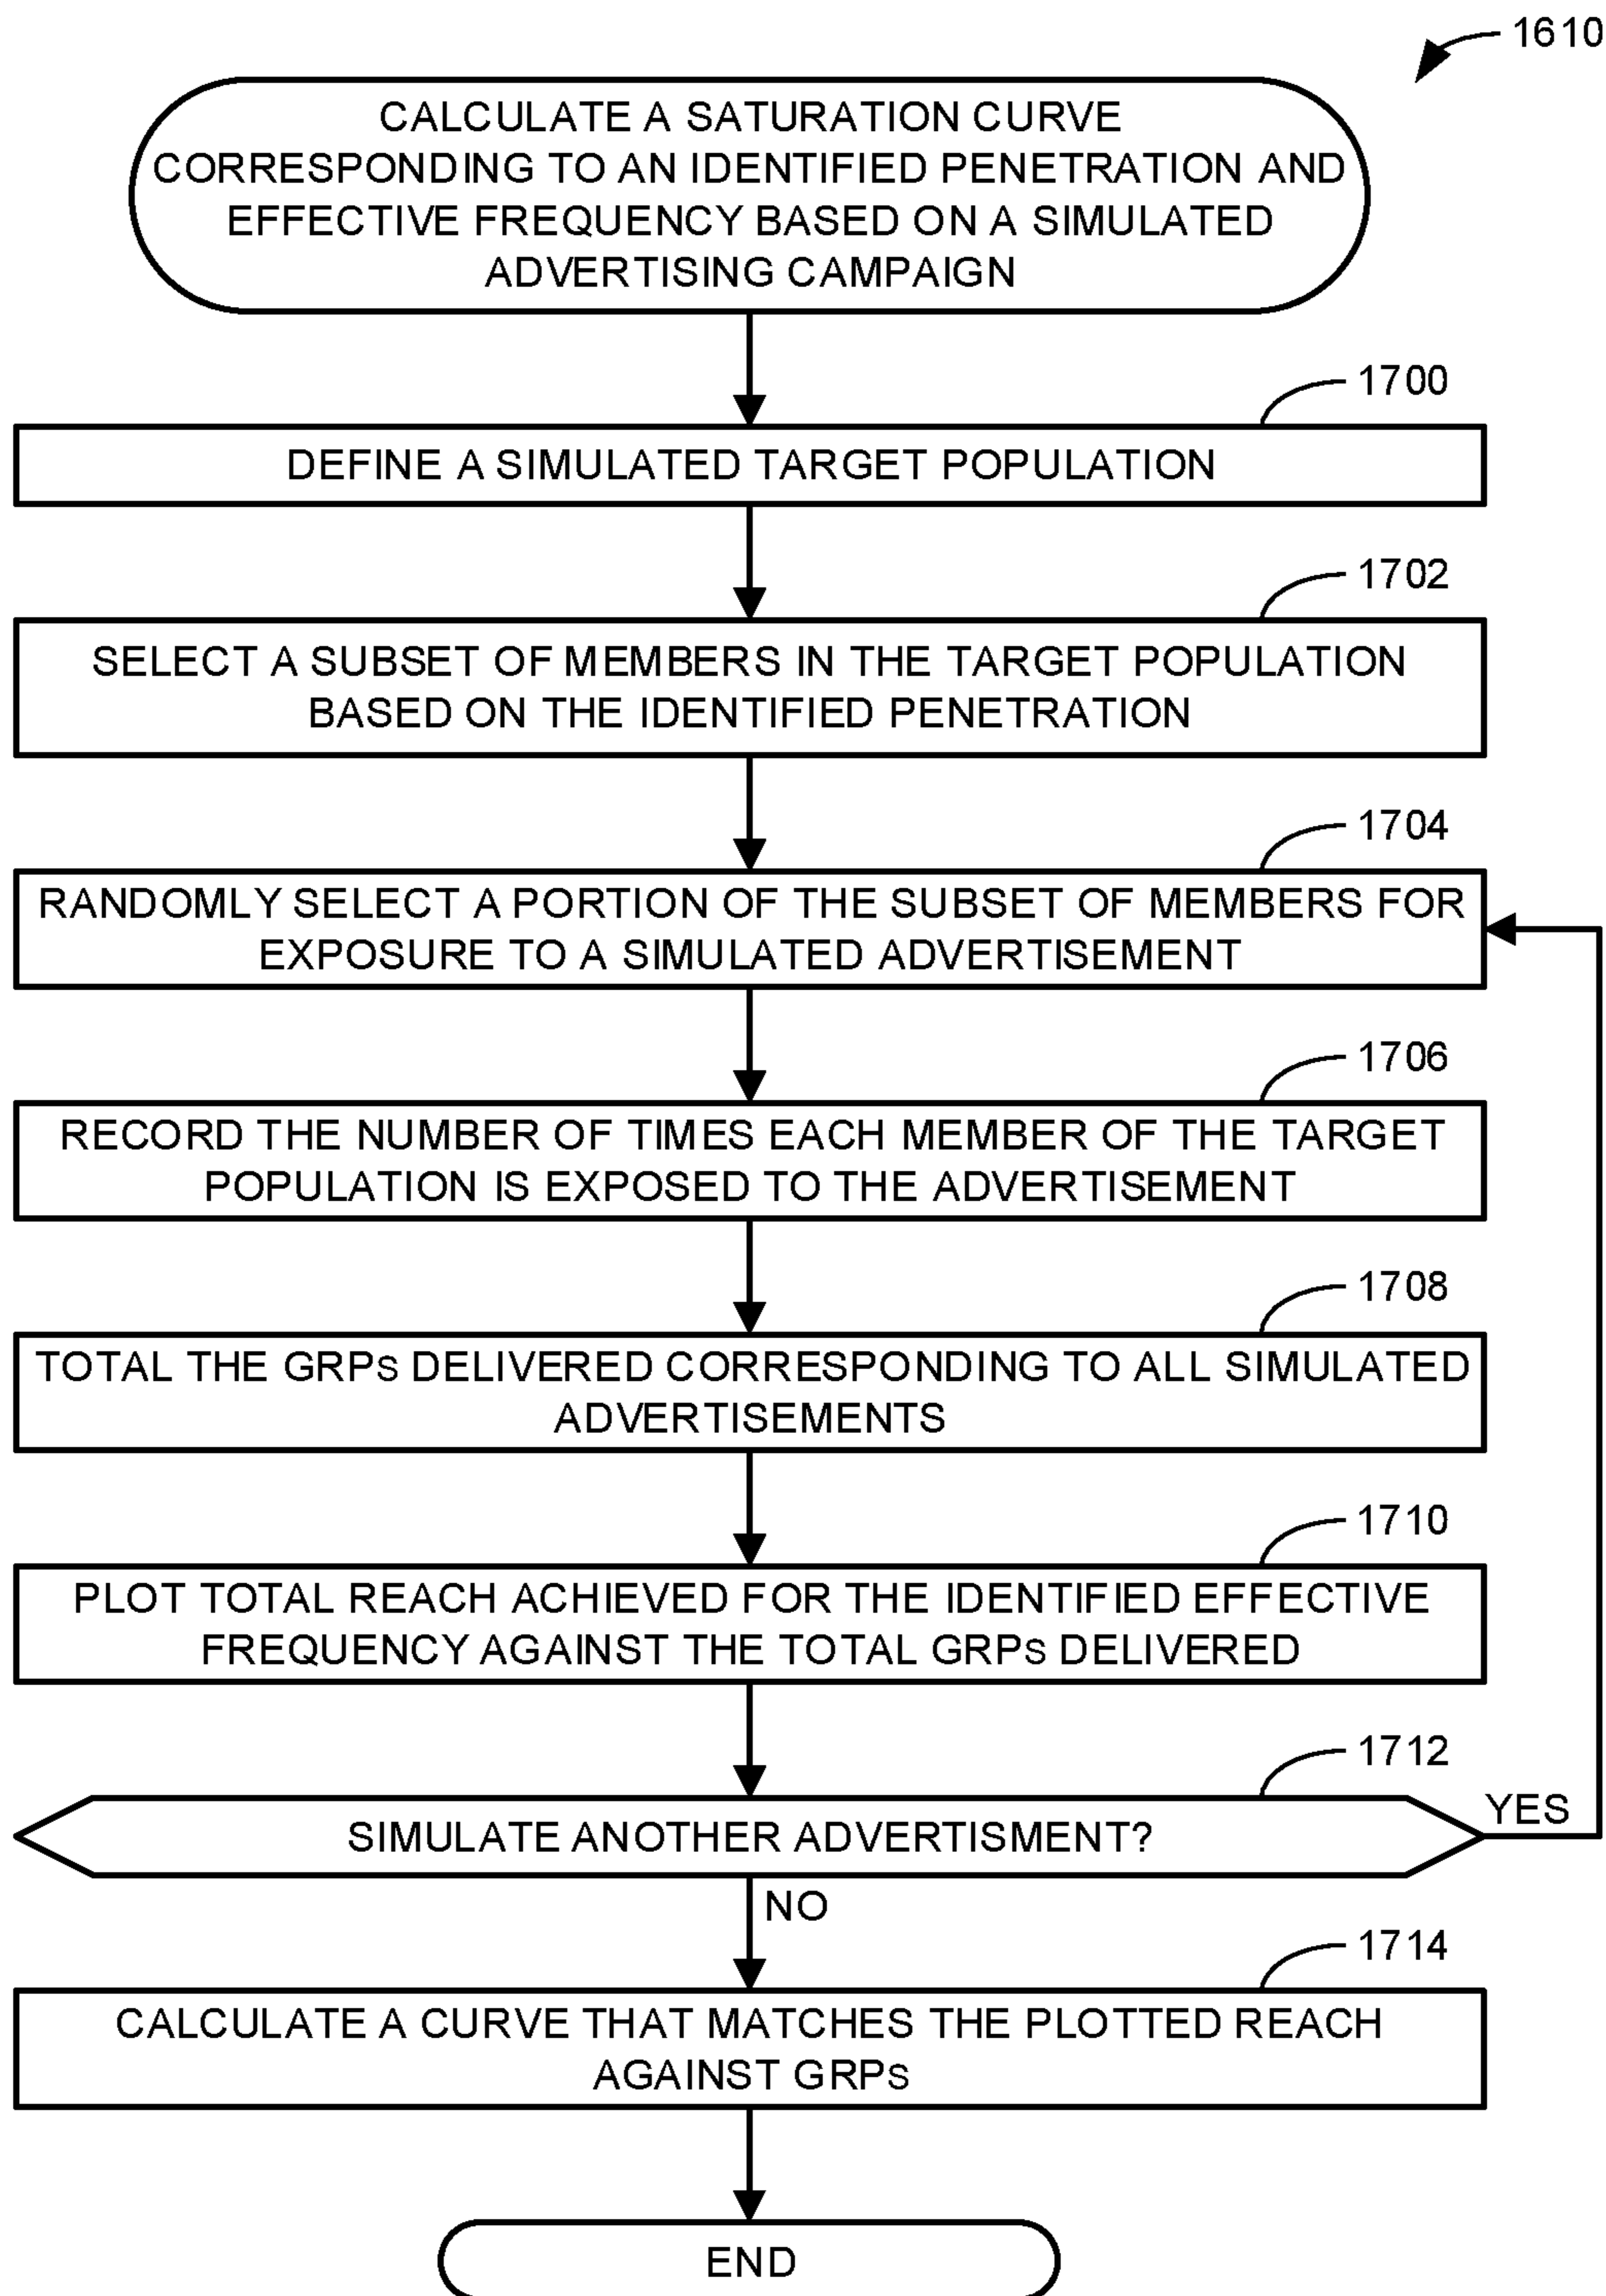 1610
CALCULATE A SATURATION CURVE
CORRESPONDING TO AN IDENTIFIED PENETRATION AND
EFFECTIVE FREQUENCY BASED ON A SIMULATED
ADVERTISING CAMPAIGN
1700
DEFINE A SIMULATED TARGET POPULATION
1702
SELECT A SUBSET OF MEMBERS IN THE TARGET POPULATION
BASED ON THE IDENTIFIED PENETRATION
1704
RANDOMLY SELECT A PORTION OF THE SUBSET OF MEMBERS FOR
EXPOSURE TO A SIMULATED ADVERTISEMENT
1706
RECORD THE NUMBER OF TIMES EACH MEMBER OF THE TARGET
POPULATION IS EXPOSED TO THE ADVERTISEMENT
1708
TOTAL THE GRPs DELIVERED CORRESPONDING TO ALL SIMULATED
ADVERTISEMENTS
1710
PLOT TOTAL REACH ACHIEVED FOR THE IDENTIFIED EFFECTIVE
FREQUENCY AGAINST THE TOTAL GRPs DELIVERED
1712
SIMULATE ANOTHER ADVERTISMENT?
YES
NO
1714
CALCULATE A CURVE THAT MATCHES THE PLOTTED REACH
AGAINST GRPs
END